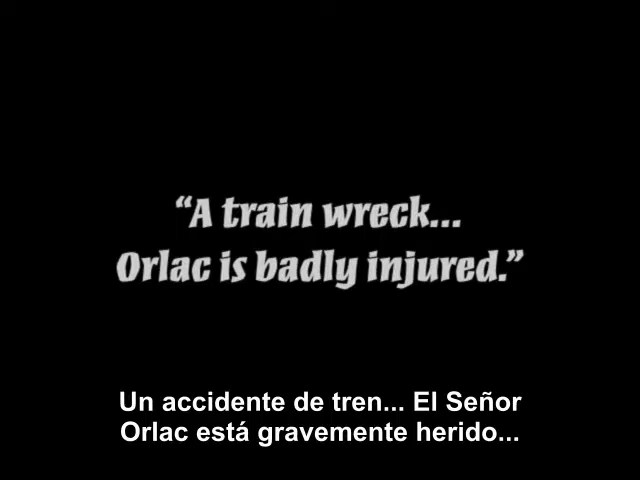 “A train wreck...
Orlac is badly injured.”
Un accidente de tren... El Señor
Orlac está gravemente herido...